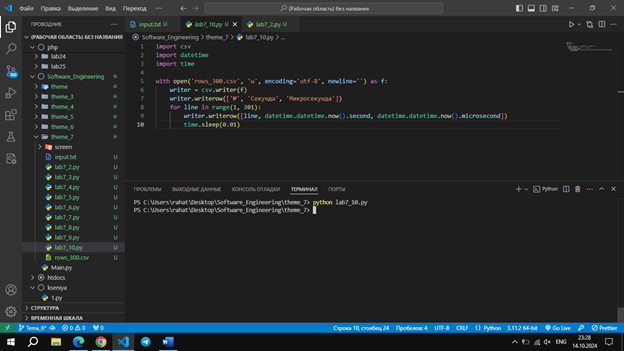 Файл Правка Выделение Вид Переход ...
(Рабочая область) без названия
ПРОВОДНИК
input.txt U
lab7_10.py U
lab7_2.py U
(РАБОЧАЯ ОБЛАСТЬ) БЕЗ НАЗВАНИЯ
Software_Engineering > theme_7 > lab7_10.py > ...
php
lab24
lab25
Software_Engineering
theme
theme_3
theme_4
theme_5
theme_6
theme_7
screen
input.txt U
lab7_2.py U
lab7_3.py U
lab7_4.py U
lab7_5.py U
lab7_6.py U
lab7_7.py U
lab7_8.py U
lab7_9.py U
lab7_10.py U
rows_300.csv U
Main.py
htdocs
kseniya
1.py
СТРУКТУРА
ВРЕМЕННАЯ ШКАЛА
1 import csv
2 import datetime
3 import time
4
5 with open('rows_300.csv', 'w', encoding='utf-8', newline='') as f:
6 writer = csv.writer(f)
7 writer.writerow(['№', 'Секунда', 'Микросекунда'])
8 for line in range(1, 301):
9 writer.writerow([line, datetime.datetime.now().second, datetime.datetime.now().microsecond])
10 time.sleep(0.01)
ПРОБЛЕМЫ ВЫХОДНЫЕ ДАННЫЕ КОНСОЛЬ ОТЛАДКИ ТЕРМИНАЛ ПОРТЫ
Python
PS C:\Users\rahat\Desktop\Software_Engineering\theme_7> python lab7_10.py
PS C:\Users\rahat\Desktop\Software_Engineering\theme_7>
Tema_6* 0 0 0 Строка 10, столбец 24 Пробелов: 4 UTF-8 CRLF Python 3.11.2 64-bit Go Live Prettier
ENG
23:28
14.10.2024